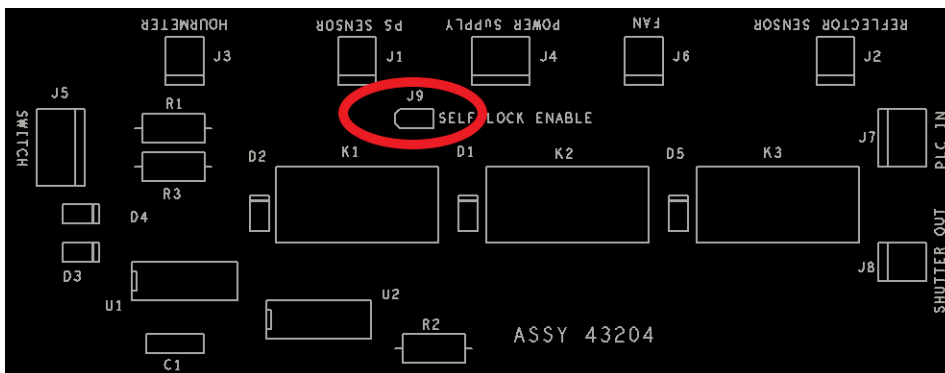 HOURMETER
PS SENSOR
POWER SUPPLY
FAN
REFLECTOR SENSOR
J3
J1
J4
J6
J2
J5
J9
SELF LOCK ENABLE
R1
SWITCH
J7
PLC IN
D2
K1
D1
K2
D5
K3
R3
D4
D3
J8
SHUTTER OUT
U1
U2
R2
ASSY 43204
C1